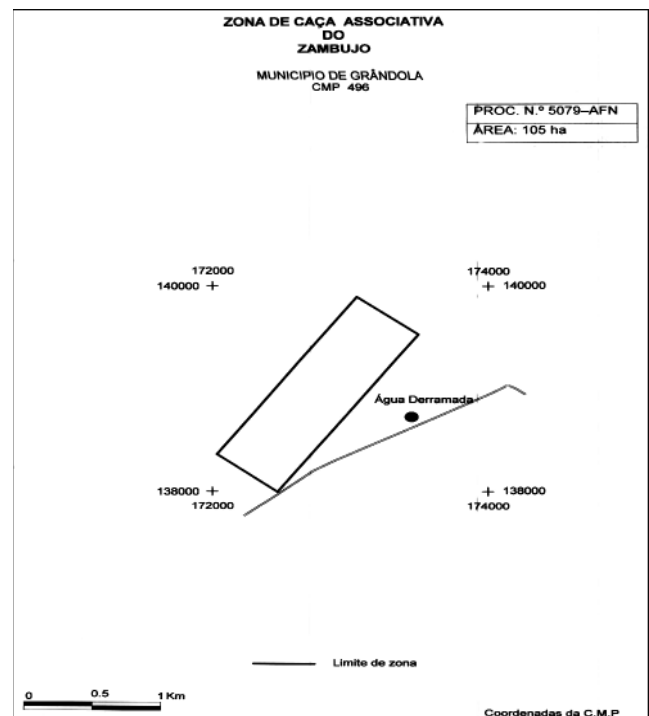 ZONA DE CAÇA ASSOCIATIVA
DO
ZAMBUJO
MUNICIPIO DE GRÂNDOLA
CMP 496
PROC. N.º 5079–AFN
ÁREA: 105 ha
172000
174000
140000
140000
Água Derramada
138000
138000
172000
174000
Limite de zona
0 0.5 1 Km
Coordenadas da C.M.P